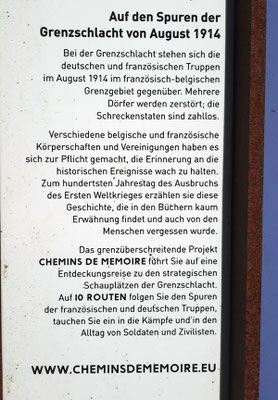 Auf den Spuren der
Grenzschlacht von August 1914
Bei der Grenzschlacht stehen sich die
deutschen und französischen Truppen
im August 1914 im französisch-belgischen
Grenzgebiet gegenüber. Mehrere
Dörfer werden zerstört; die
Schreckenstaten sind zahllos.
Verschiedene belgische und französische
Körperschaften und Vereinigungen haben es
sich zur Pflicht gemacht, die Erinnerung an die
historischen Ereignisse wach zu halten.
Zum hundertsten Jahrestag des Ausbruchs
des Ersten Weltkrieges erzählen sie diese
Geschichte, die in den Büchern kaum
Erwähnung findet und auch von den
Menschen vergessen wurde.
Das grenzüberschreitende Projekt
CHEMINS DE MEMOIRE führt Sie auf eine
Entdeckungsreise zu den strategischen
Schauplätzen der Grenzschlacht.
Auf 10 ROUTEN folgen Sie den Spuren
der französischen und deutschen Truppen,
tauchen Sie ein in die Kämpfe und in den
Alltag von Soldaten und Zivilisten.
WWW.CHEMINSDEMEMOIRE.EU